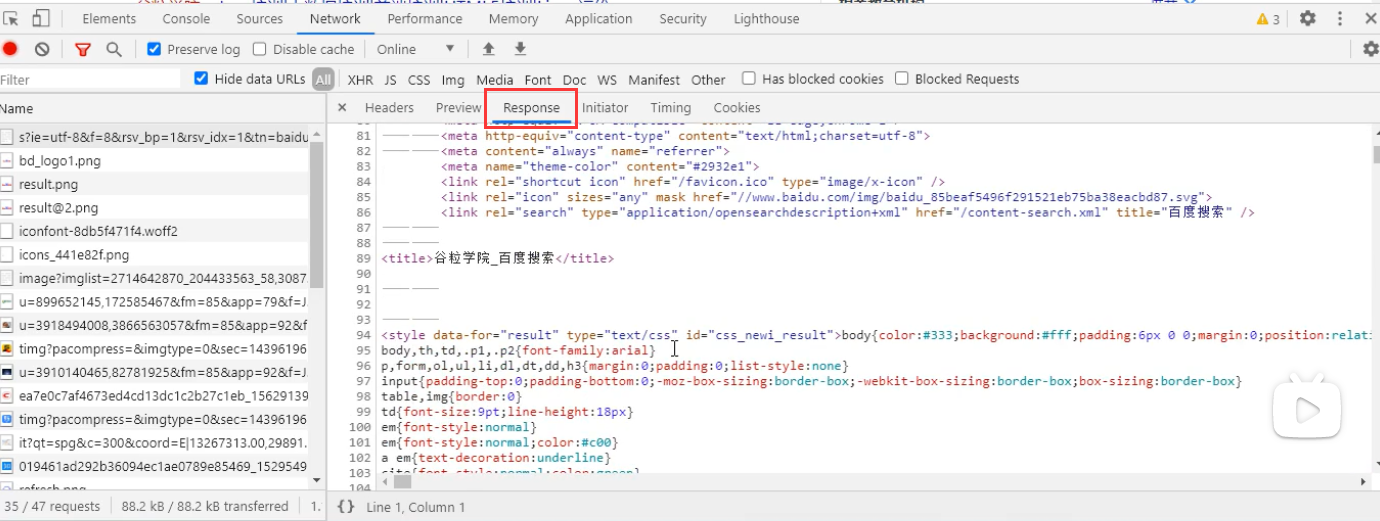 Elements Console Sources Network Performance Memory Application Security Lighthouse 3
Preserve log Disable cache Online
Filter Hide data URLs All XHR JS CSS Img Media Font Doc WS Manifest Other Has blocked cookies Blocked Requests
Name
Headers Preview Response Initiator Timing Cookies
s?ie=utf-8&f=8&rsv_bp=1&rsv_idx=1&tn=baidu
bd_logo1.png
result.png
result@2.png
iconfont-8db5f471f4.woff2
icons_441e82f.png
image?imglist=2714642870_204433563_58,3087.
u=899652145,172585467&fm=85&app=79&f=J.
u=3918494008,3866563057&fm=85&app=92&f
timg?pacompress=&imgtype=0&sec=14396196
u=3910140465,82781925&fm=85&app=92&f=J
ea7e0c7af4673ed4cd13dc1c2b27c1eb_15629139
timg?pacompress=&imgtype=0&sec=14396196
it?qt=spg&c=300&coord=E|13267313.00,29891.
019461ad292b36094ec1ae0789e85469_1529549
refresh.png
81 <meta http-equiv="content-type" content="text/html;charset=utf-8">
82 <meta content="always" name="referrer">
83 <meta name="theme-color" content="#2932e1">
84 <link rel="shortcut icon" href="/favicon.ico" type="image/x-icon" />
85 <link rel="icon" sizes="any" mask href="//www.baidu.com/img/baidu_85beaf5496f291521eb75ba38eacbd87.svg">
86 <link rel="search" type="application/opensearchdescription+xml" href="/content-search.xml" title="百度搜索" />
87
88
89 <title>谷粒学院_百度搜索</title>
90
91
92
93
94 <style data-for="result" type="text/css" id="css_newi_result">body{color:#333;background:#fff;padding:6px 0 0;margin:0;position:relati
95 body,th,td,.p1,.p2{font-family:arial}
96 p,form,ol,ul,li,dl,dt,dd,h3{margin:0;padding:0;list-style:none}
97 input{padding-top:0;padding-bottom:0;-moz-box-sizing:border-box;-webkit-box-sizing:border-box;box-sizing:border-box}
98 table,img{border:0}
99 td{font-size:9pt;line-height:18px}
100 em{font-style:normal}
101 em{font-style:normal;color:#c00}
102 a em{text-decoration:underline}
103 cite{font-style:normal;color:green}
104
35 / 47 requests 88.2 kB / 88.2 kB transferred 1.
{} Line 1, Column 1